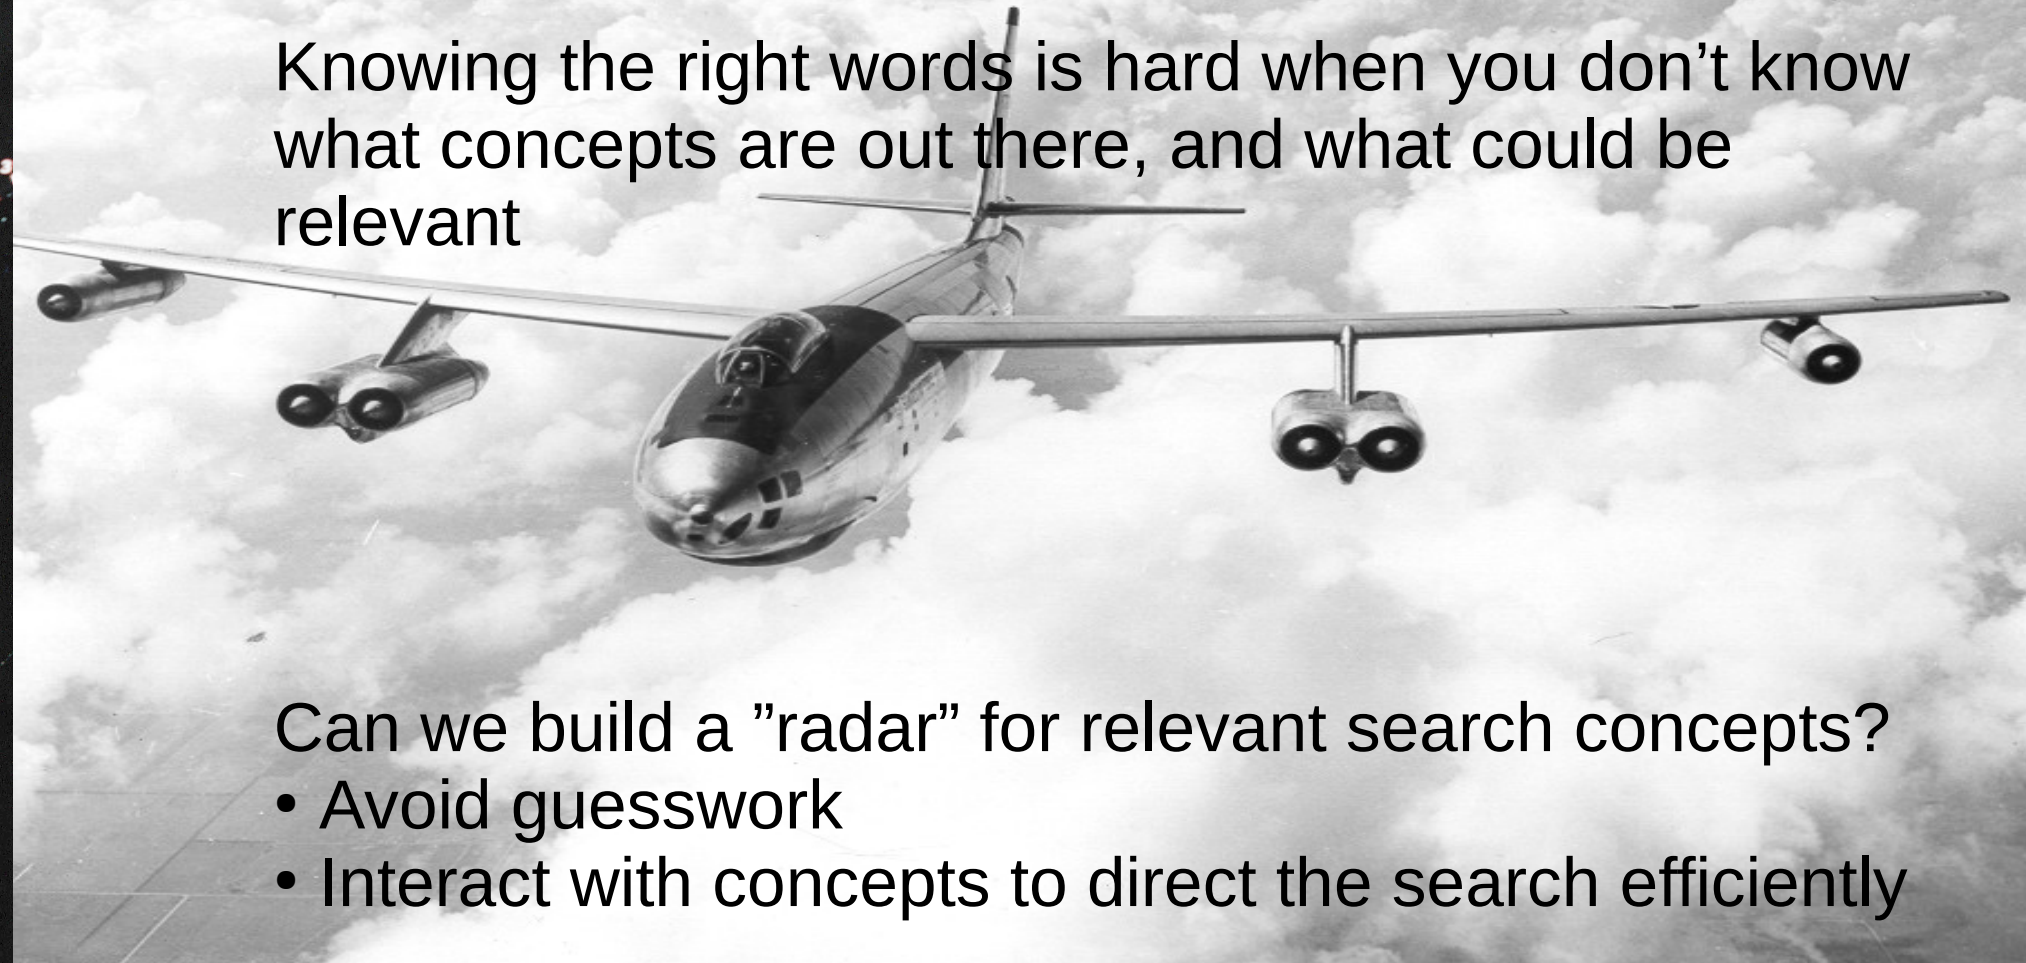 Knowing the right words is hard when you don’t know
what concepts are out there, and what could be
relevant
Can we build a ”radar” for relevant search concepts?
• Avoid guesswork
• Interact with concepts to direct the search efficiently